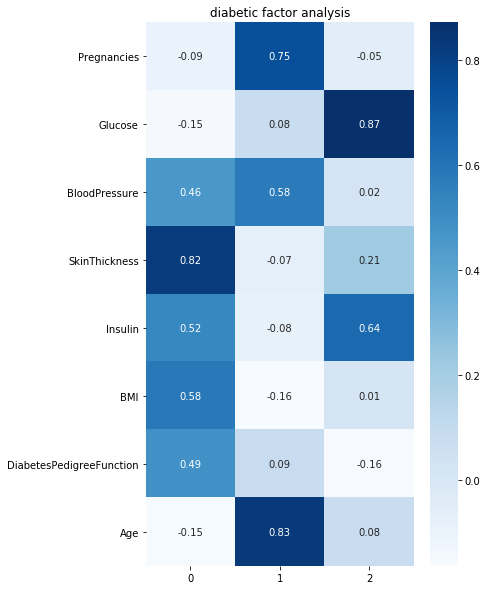 diabetic factor analysis
Pregnancies -0.09 0.75 -0.05
Glucose -0.15 0.08 0.87
BloodPressure 0.46 0.58 0.02
SkinThickness 0.82 -0.07 0.21
Insulin 0.52 -0.08 0.64
BMI 0.58 -0.16 0.01
DiabetesPedigreeFunction 0.49 0.09 -0.16
Age -0.15 0.83 0.08
0 1 2
0.8
0.6
0.4
0.2
0.0